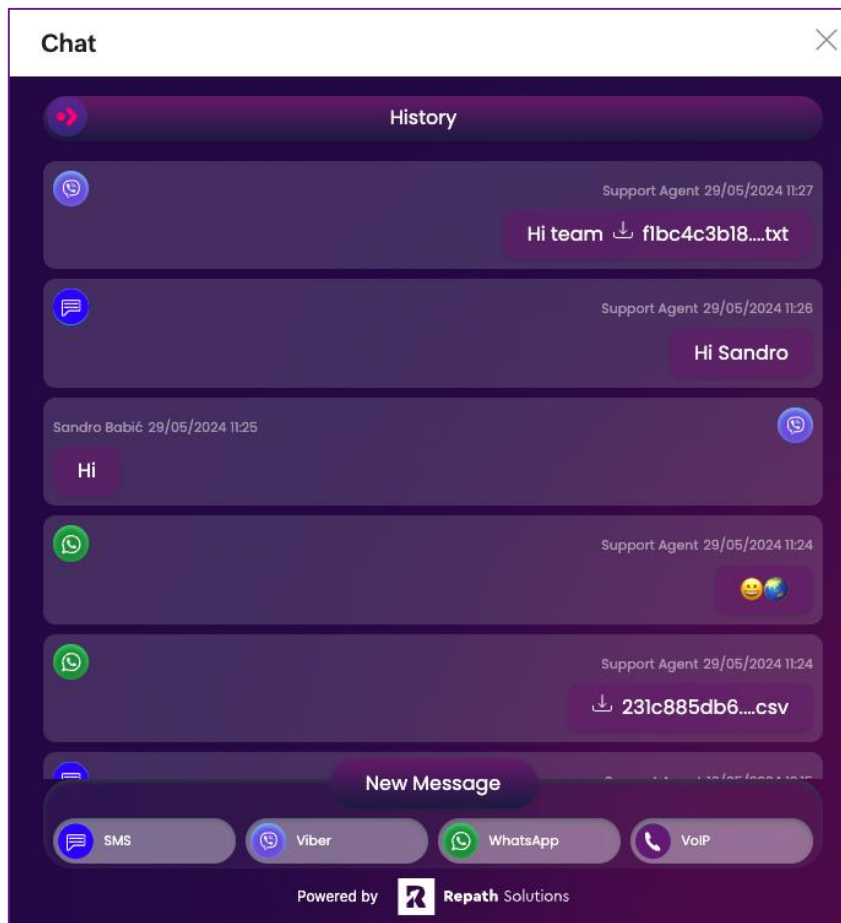 Chat
History
Support Agent 29/05/2024 11:27
Hi team f1bc4c3b18....txt
Support Agent 29/05/2024 11:26
Hi Sandro
Sandro Babić 29/05/2024 11:25
Hi
Support Agent 29/05/2024 11:24
😀🌏
Support Agent 29/05/2024 11:24
231c885db6....csv
New Message
SMS
Viber
WhatsApp
VoIP
Powered by Repath Solutions